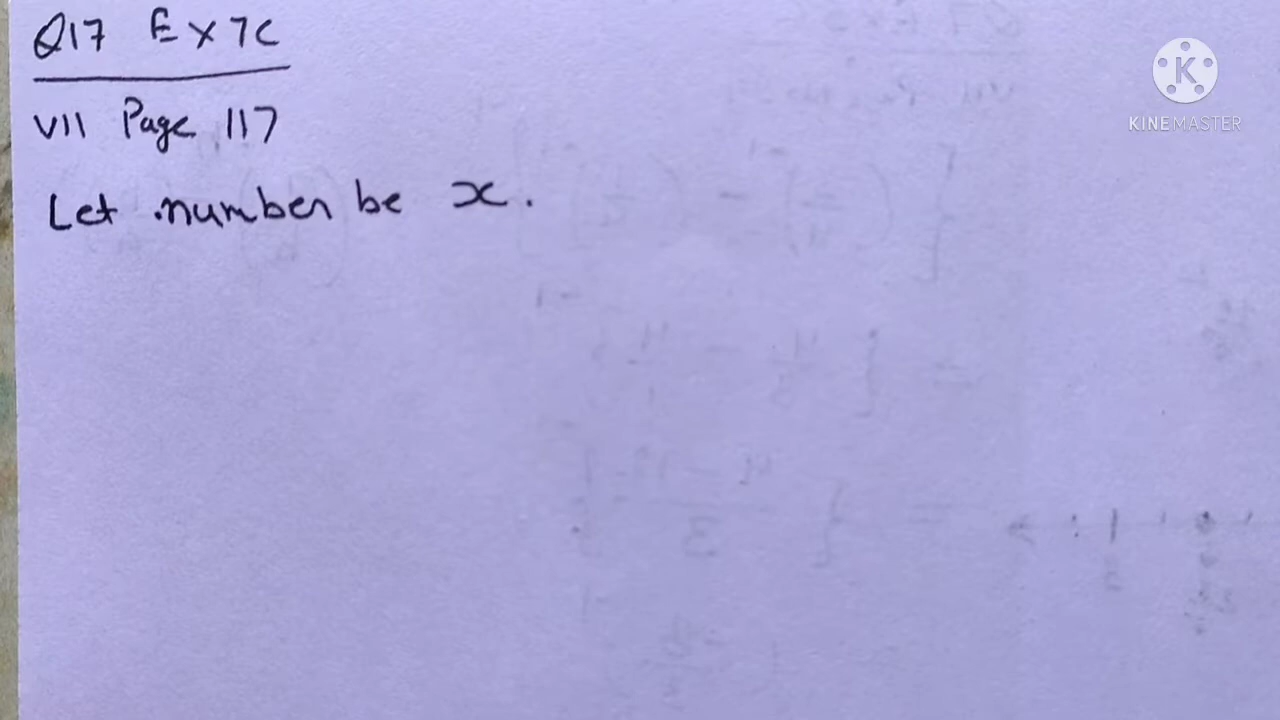 Q17 Ex 7C
VII Page 117
Let number be x.
K
KINEMASTER